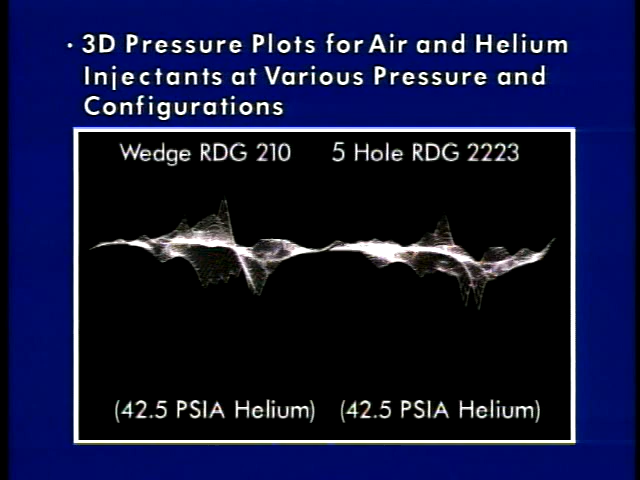 · 3D Pressure Plots for Air and Helium
Injectants at Various Pressure and
Configurations
Wedge RDG 210 5 Hole RDG 2223
(42.5 PSIA Helium) (42.5 PSIA Helium)